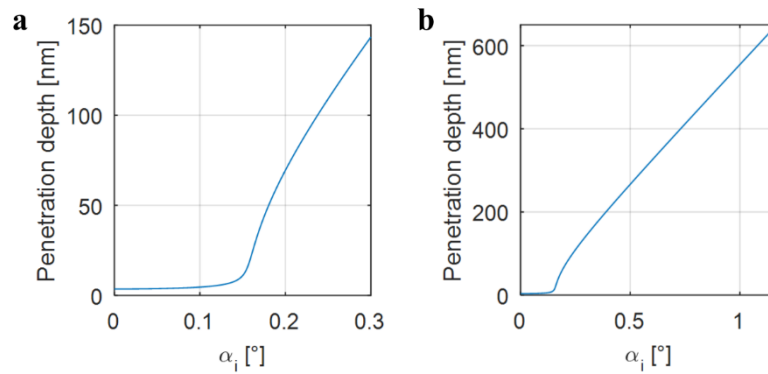 a
150
100
50
0
Penetration depth [nm]
0 0.1 0.2 0.3
αi [°]
b
600
400
200
0
Penetration depth [nm]
0 0.5 1
αi [°]